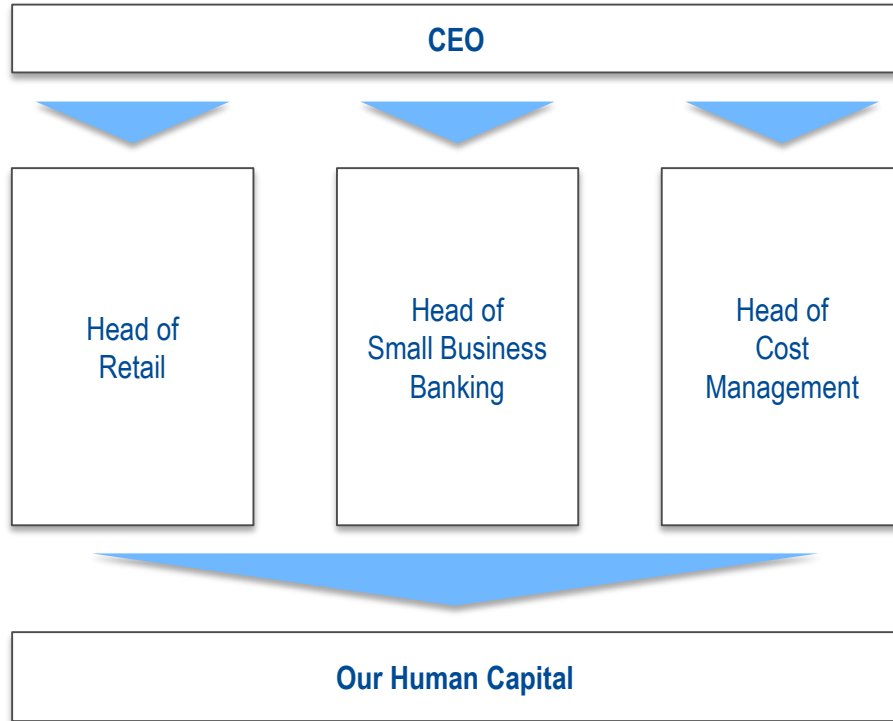 CEO
Head of
Retail
Head of
Small Business
Banking
Head of
Cost
Management
Our Human Capital